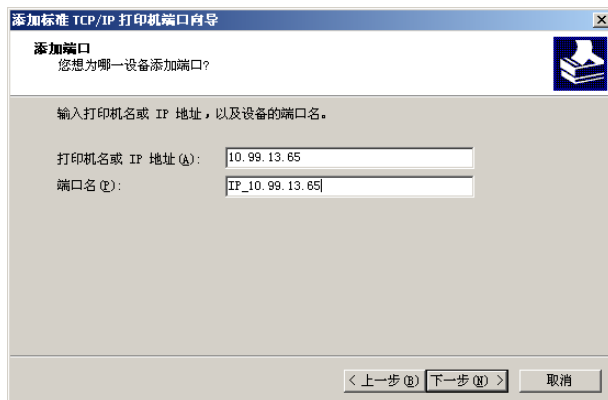 添加标准 TCP/IP 打印机端口向导
添加端口
您想为哪一设备添加端口?
输入打印机名或 IP 地址，以及设备的端口名。
打印机名或 IP 地址(A): 10.99.13.65
端口名(P): IP_10.99.13.65
< 上一步(B) 下一步(N) > 取消